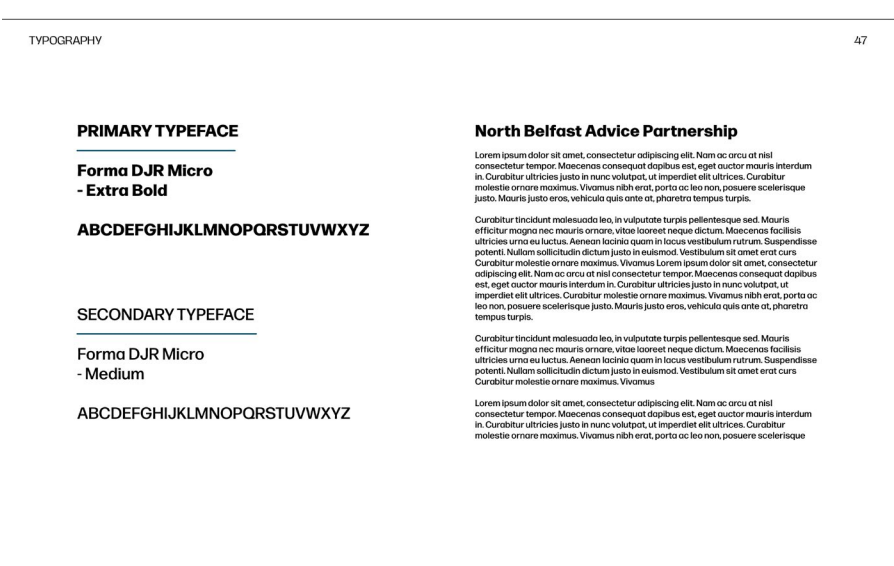 TYPOGRAPHY
47
PRIMARY TYPEFACE
Forma DJR Micro
- Extra Bold
ABCDEFGHIJKLMNOPQRSTUVWXYZ
SECONDARY TYPEFACE
Forma DJR Micro
- Medium
ABCDEFGHIJKLMNOPQRSTUVWXYZ
North Belfast Advice Partnership
Lorem ipsum dolor sit amet, consectetur adipiscing elit. Nam ac arcu at nisl
consectetur tempor. Maecenas consequat dapibus est, eget auctor mauris interdum
in. Curabitur ultricies justo in nunc volutpat, ut imperdiet elit ultrices. Curabitur
molestie ornare maximus. Vivamus nibh erat, porta ac leo non, posuere scelerisque
justo. Mauris justo eros, vehicula quis ante at, pharetra tempus turpis.
Curabitur tincidunt malesuada leo, in vulputate turpis pellentesque sed. Mauris
efficitur magna nec mauris ornare, vitae laoreet neque dictum. Maecenas facilisis
ultricies urna eu luctus. Aenean lacinia quam in lacus vestibulum rutrum. Suspendisse
potenti. Nullam sollicitudin dictum justo in euismod. Vestibulum sit amet erat curs
Curabitur molestie ornare maximus. Vivamus Lorem ipsum dolor sit amet, consectetur
adipiscing elit. Nam ac arcu at nisl consectetur tempor. Maecenas consequat dapibus
est, eget auctor mauris interdum in. Curabitur ultricies justo in nunc volutpat, ut
imperdiet elit ultrices. Curabitur molestie ornare maximus. Vivamus nibh erat, porta ac
leo non, posuere scelerisque justo. Mauris justo eros, vehicula quis ante at, pharetra
tempus turpis.
Curabitur tincidunt malesuada leo, in vulputate turpis pellentesque sed. Mauris
efficitur magna nec mauris ornare, vitae laoreet neque dictum. Maecenas facilisis
ultricies urna eu luctus. Aenean lacinia quam in lacus vestibulum rutrum. Suspendisse
potenti. Nullam sollicitudin dictum justo in euismod. Vestibulum sit amet erat curs
Curabitur molestie ornare maximus. Vivamus
Lorem ipsum dolor sit amet, consectetur adipiscing elit. Nam ac arcu at nisl
consectetur tempor. Maecenas consequat dapibus est, eget auctor mauris interdum
in. Curabitur ultricies justo in nunc volutpat, ut imperdiet elit ultrices. Curabitur
molestie ornare maximus. Vivamus nibh erat, porta ac leo non, posuere scelerisque